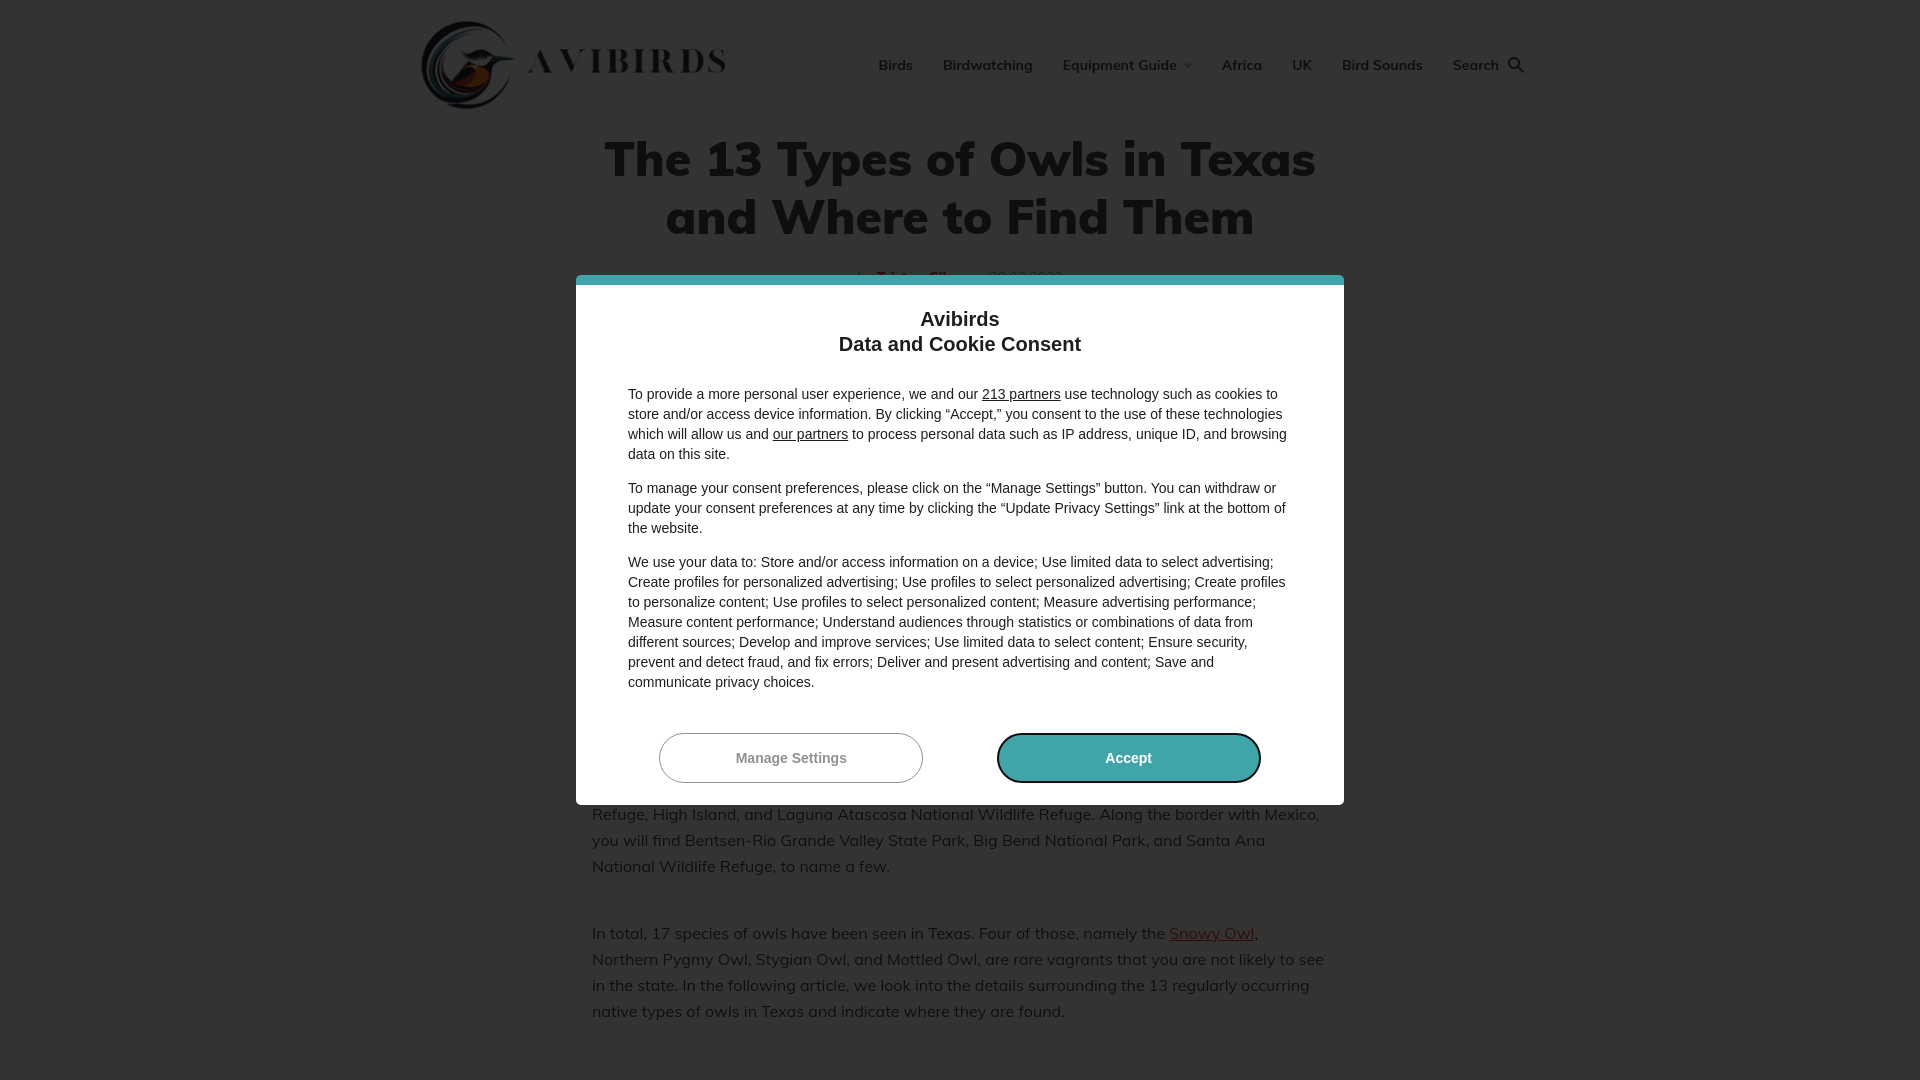 AVIBIRDS
Birds
Birdwatching
Equipment Guide
Africa
UK
Bird Sounds
Search
The 13 Types of Owls in Texas
and Where to Find Them
Avibirds
Data and Cookie Consent
To provide a more personal user experience, we and our 213 partners use technology such as cookies to
store and/or access device information. By clicking “Accept,” you consent to the use of these technologies
which will allow us and our partners to process personal data such as IP address, unique ID, and browsing
data on this site.
To manage your consent preferences, please click on the “Manage Settings” button. You can withdraw or
update your consent preferences at any time by clicking the “Update Privacy Settings” link at the bottom of
the website.
We use your data to: Store and/or access information on a device; Use limited data to select advertising;
Create profiles for personalized advertising; Use profiles to select personalized advertising; Create profiles
to personalize content; Use profiles to select personalized content; Measure advertising performance;
Measure content performance; Understand audiences through statistics or combinations of data from
different sources; Develop and improve services; Use limited data to select content; Ensure security,
prevent and detect fraud, and fix errors; Deliver and present advertising and content; Save and
communicate privacy choices.
Manage Settings
Accept
Refuge, High Island, and Laguna Atascosa National Wildlife Refuge. Along the border with Mexico,
you will find Bentsen-Rio Grande Valley State Park, Big Bend National Park, and Santa Ana
National Wildlife Refuge, to name a few.
In total, 17 species of owls have been seen in Texas. Four of those, namely the Snowy Owl,
Northern Pygmy Owl, Stygian Owl, and Mottled Owl, are rare vagrants that you are not likely to see
in the state. In the following article, we look into the details surrounding the 13 regularly occurring
native types of owls in Texas and indicate where they are found.